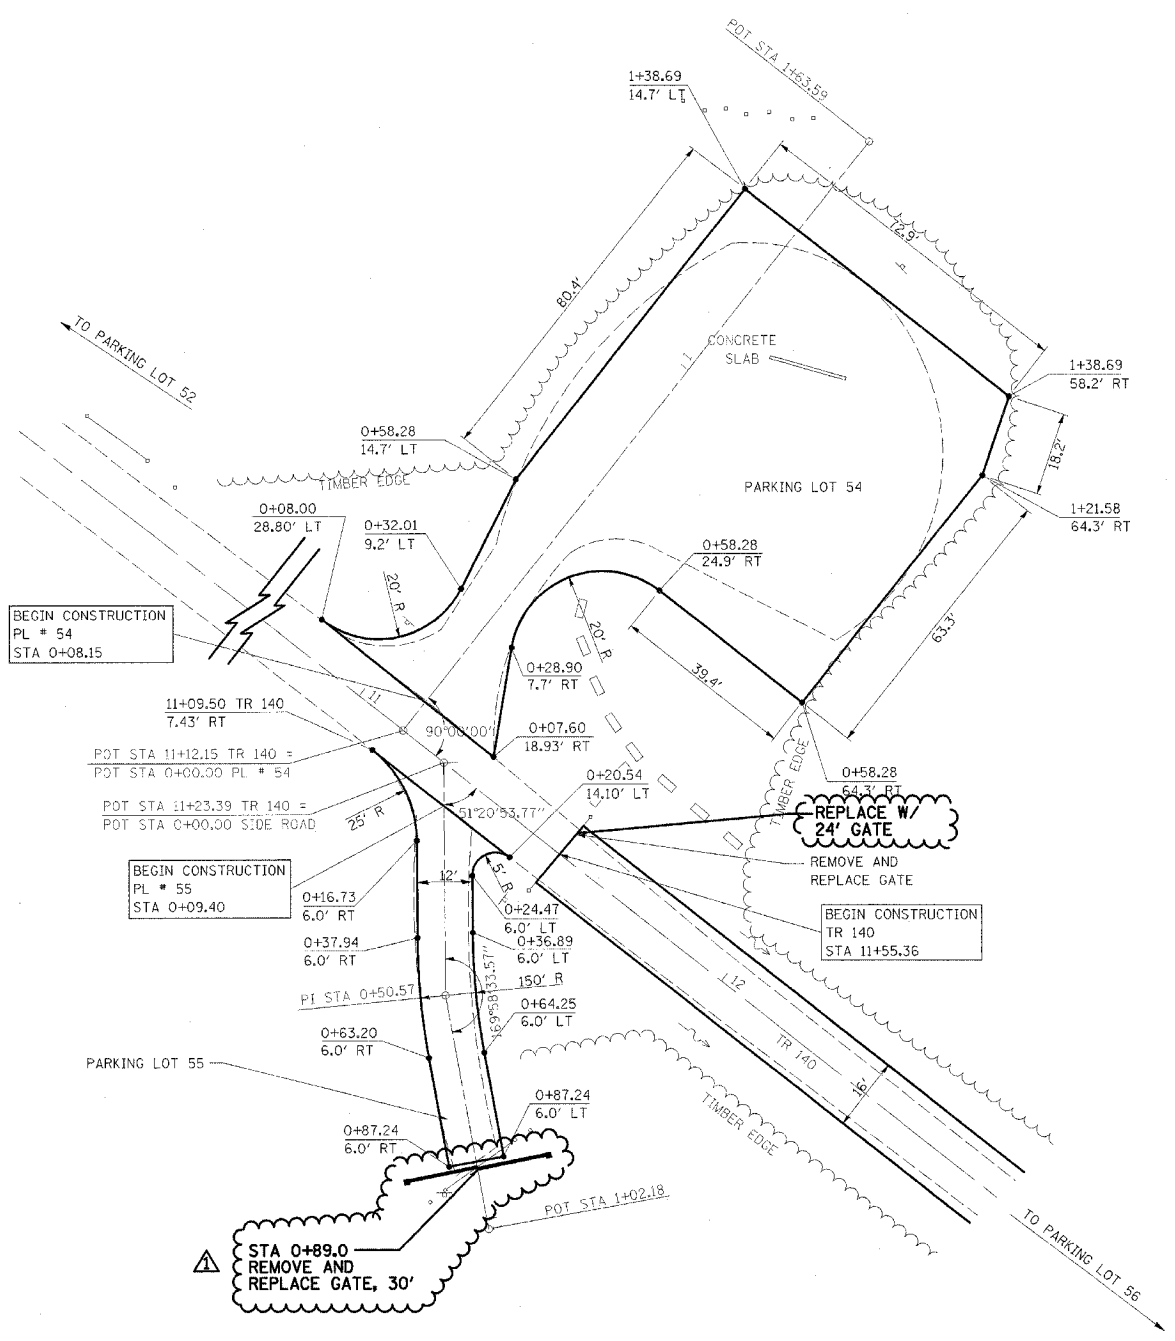 POT STA 1+63.59
1+38.69
14.7' LT
72.9'
80.4'
TO PARKING LOT 52
CONCRETE
SLAB
11
1+38.69
58.2' RT
0+58.28
14.7' LT
18.2'
TIMBER EDGE
PARKING LOT 54
0+08.00
28.80' LT
0+32.01
9.2' LT
1+21.58
64.3' RT
0+58.28
24.9' RT
20' R
BEGIN CONSTRUCTION
PL # 54
STA 0+08.15
20' R
63.3'
39.4'
0+28.90
7.7' RT
11
11+09.50 TR 140
7.43' RT
90°00'00"
0+07.60
18.93' RT
POT STA 11+12.15 TR 140 =
POT STA 0+00.00 PL # 54
0+20.54
14.10' LT
TIMBER EDGE
0+58.28
64.3' RT
POT STA 11+23.39 TR 140 =
POT STA 0+00.00 SIDE ROAD
25' R
51°20'53.77"
REPLACE W/
24' GATE
REMOVE AND
REPLACE GATE
BEGIN CONSTRUCTION
PL # 55
STA 0+09.40
12'
5' R
0+16.73
6.0' RT
0+24.47
6.0' LT
BEGIN CONSTRUCTION
TR 140
STA 11+55.36
0+37.94
6.0' RT
0+36.89
6.0' LT
169°58'33.57"
150' R
PI STA 0+50.57
12
0+64.25
6.0' LT
0+63.20
6.0' RT
TR 140
PARKING LOT 55
16'
0+87.24
6.0' LT
TIMBER EDGE
0+87.24
6.0' RT
POT STA 1+02.18
TO PARKING LOT 56
1
STA 0+89.0
REMOVE AND
REPLACE GATE, 30'